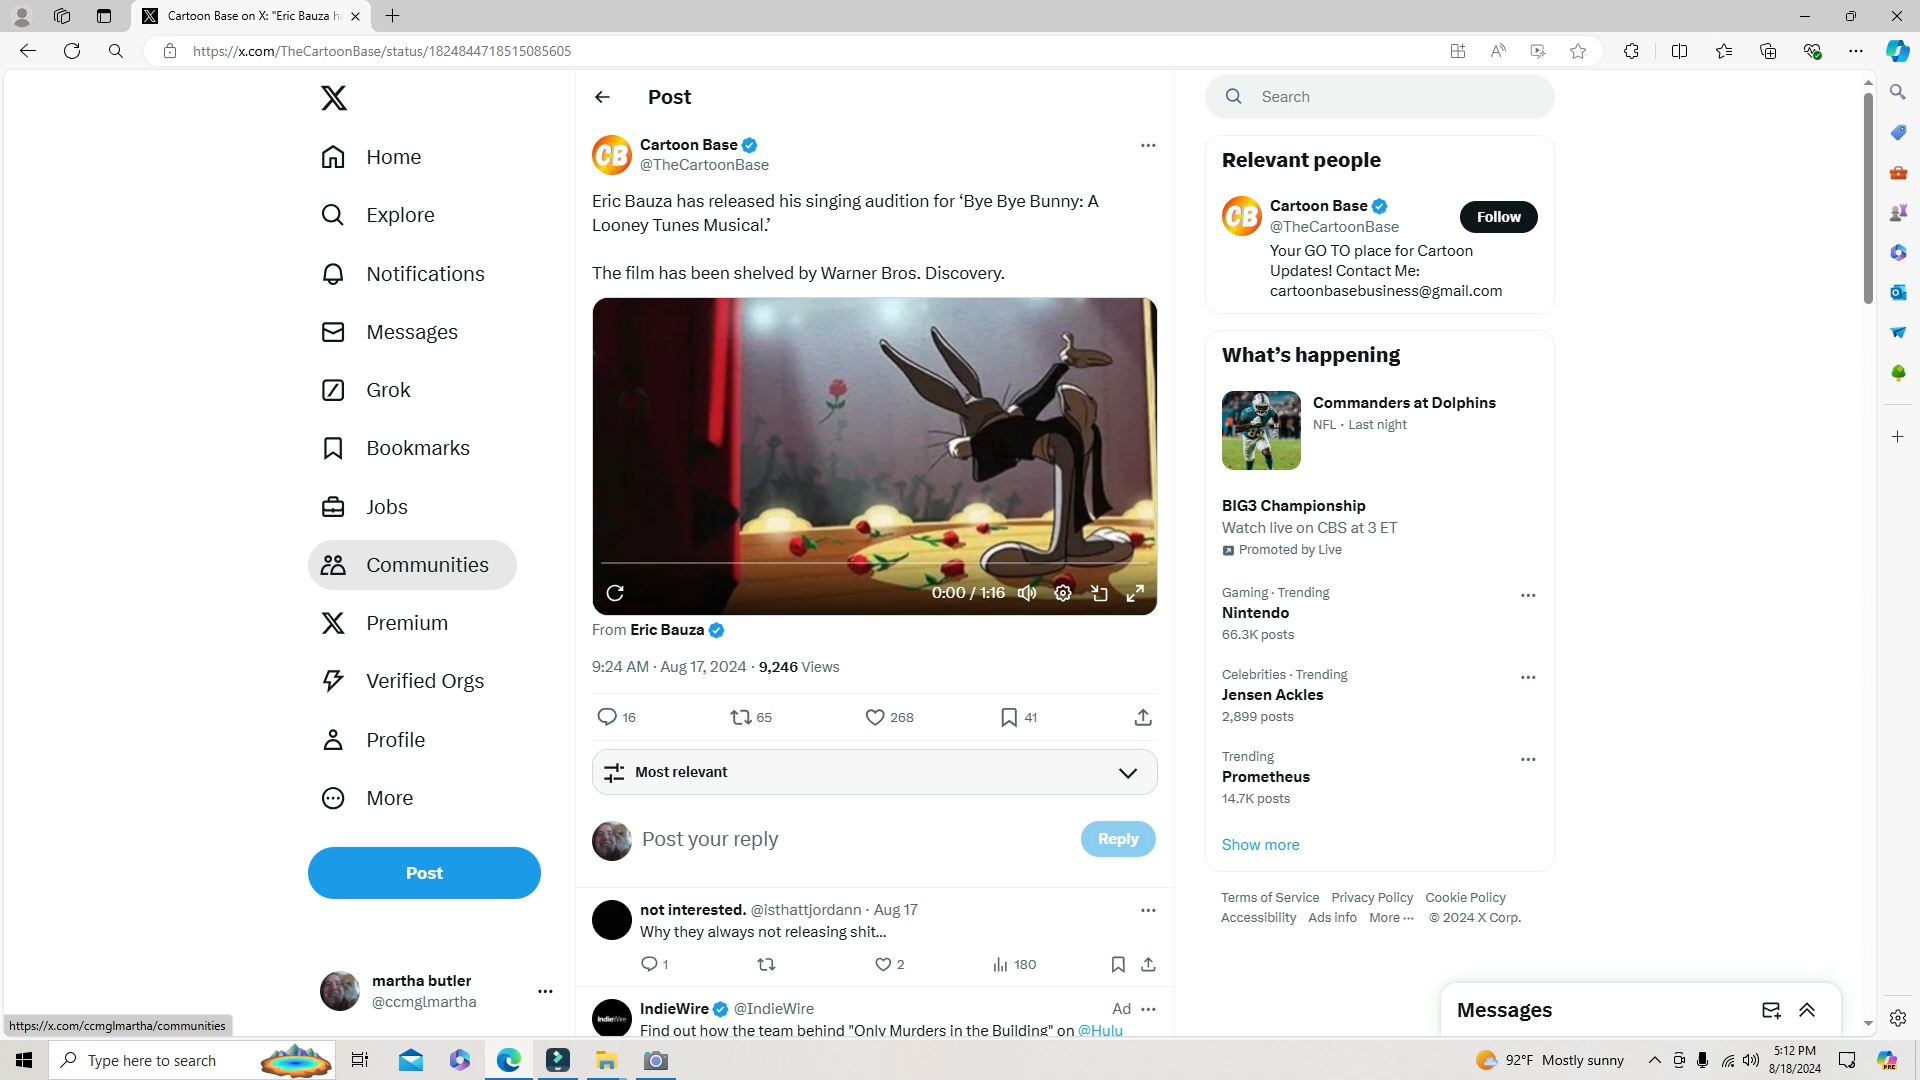 Cartoon Base on X: "Eric Bauza ha
https://x.com/TheCartoonBase/status/1824844718515085605
Home
Explore
Notifications
Messages
Grok
Bookmarks
Jobs
Communities
Premium
Verified Orgs
Profile
More
Post
martha butler
@ccmglmartha
https://x.com/ccmglmartha/communities
Post
CB
Cartoon Base
@TheCartoonBase
Eric Bauza has released his singing audition for ‘Bye Bye Bunny: A
Looney Tunes Musical.’
The film has been shelved by Warner Bros. Discovery.
0:00 / 1:16
From Eric Bauza
9:24 AM · Aug 17, 2024 · 9,246 Views
16 65 268 41
Most relevant
Post your reply
Reply
not interested. @isthattjordann · Aug 17
Why they always not releasing shit...
1 2 180
IndieWire
IndieWire @IndieWire Ad
Find out how the team behind "Only Murders in the Building" on @Hulu
Search
Relevant people
CB
Cartoon Base
@TheCartoonBase
Follow
Your GO TO place for Cartoon
Updates! Contact Me:
cartoonbasebusiness@gmail.com
What’s happening
Commanders at Dolphins
NFL · Last night
BIG3 Championship
Watch live on CBS at 3 ET
Promoted by Live
Gaming · Trending
Nintendo
66.3K posts
Celebrities · Trending
Jensen Ackles
2,899 posts
Trending
Prometheus
14.7K posts
Show more
Terms of Service Privacy Policy Cookie Policy
Accessibility Ads info More ··· © 2024 X Corp.
Messages
Type here to search
92°F Mostly sunny
5:12 PM
8/18/2024
PRE